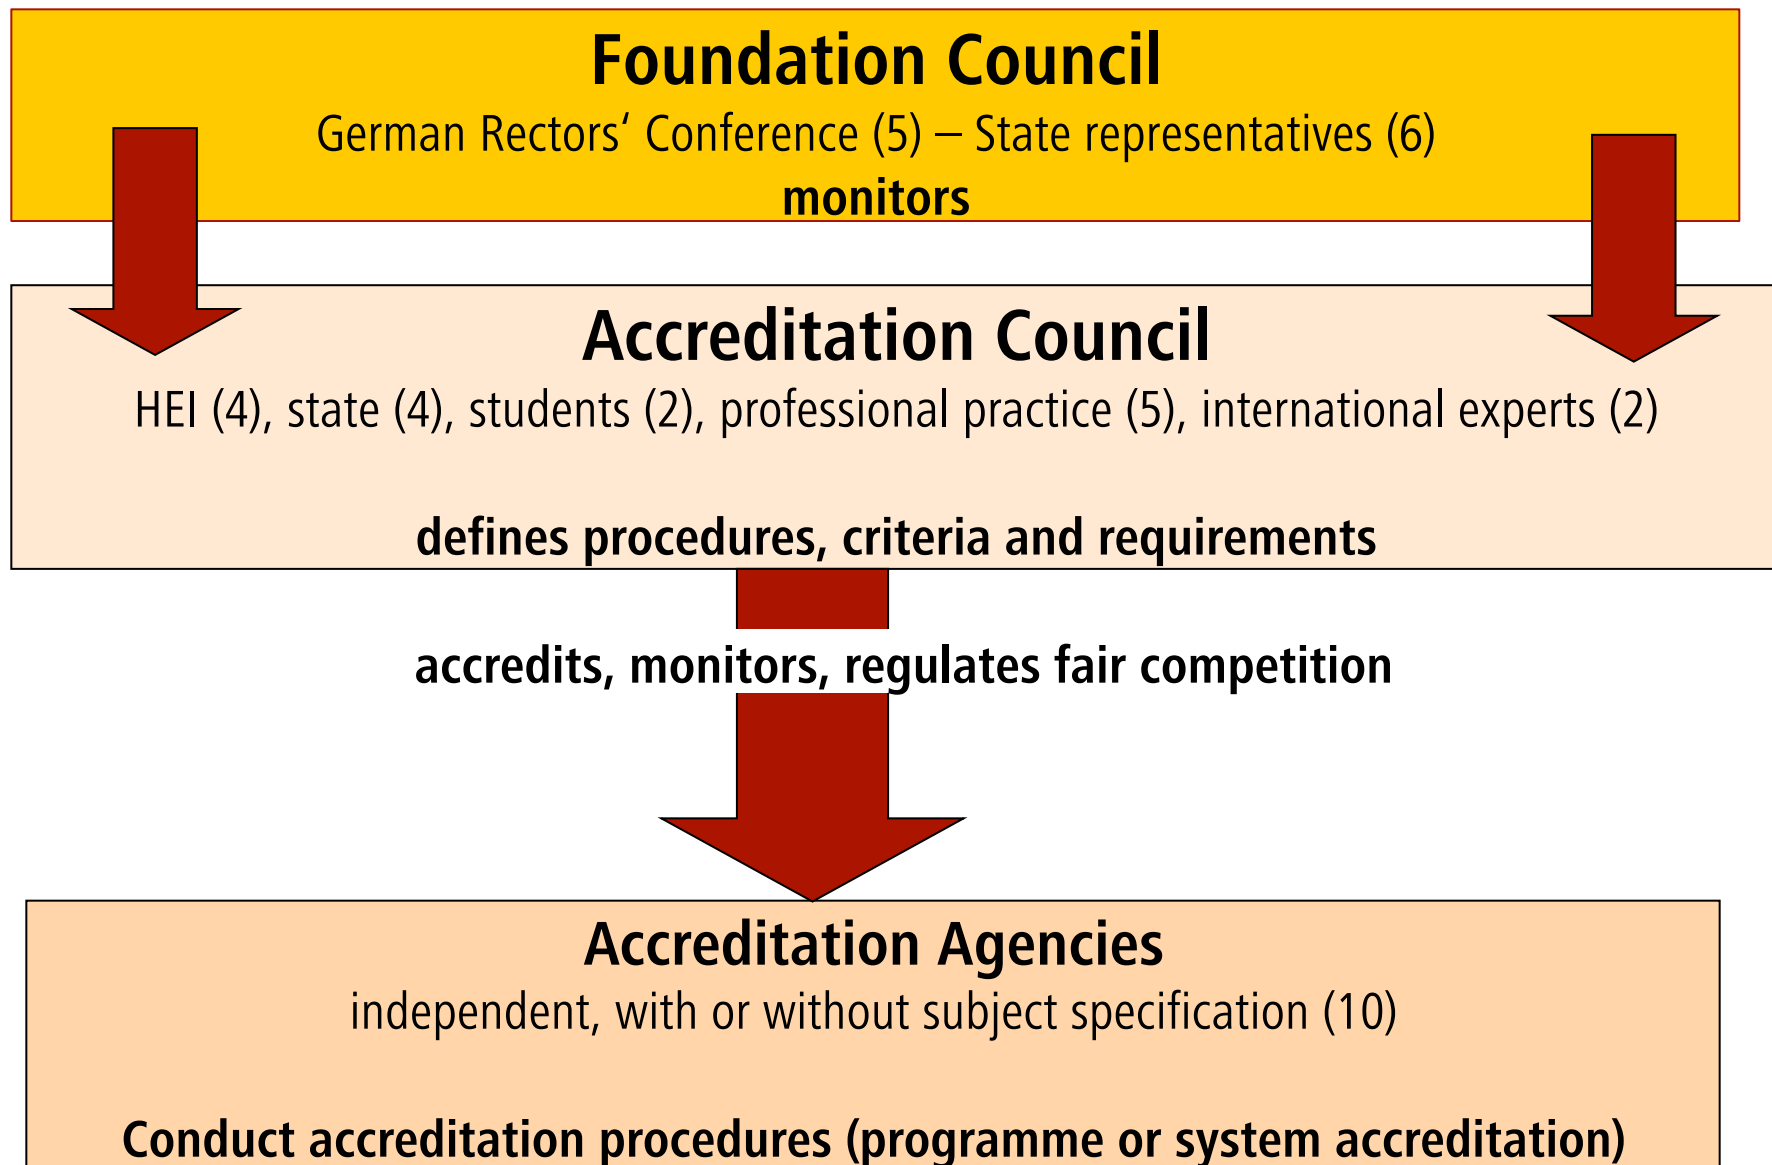 Foundation Council
German Rectors‘ Conference (5) – State representatives (6)
monitors
Accreditation Council
HEI (4), state (4), students (2), professional practice (5), international experts (2)
defines procedures, criteria and requirements
accredits, monitors, regulates fair competition
Accreditation Agencies
independent, with or without subject specification (10)
Conduct accreditation procedures (programme or system accreditation)